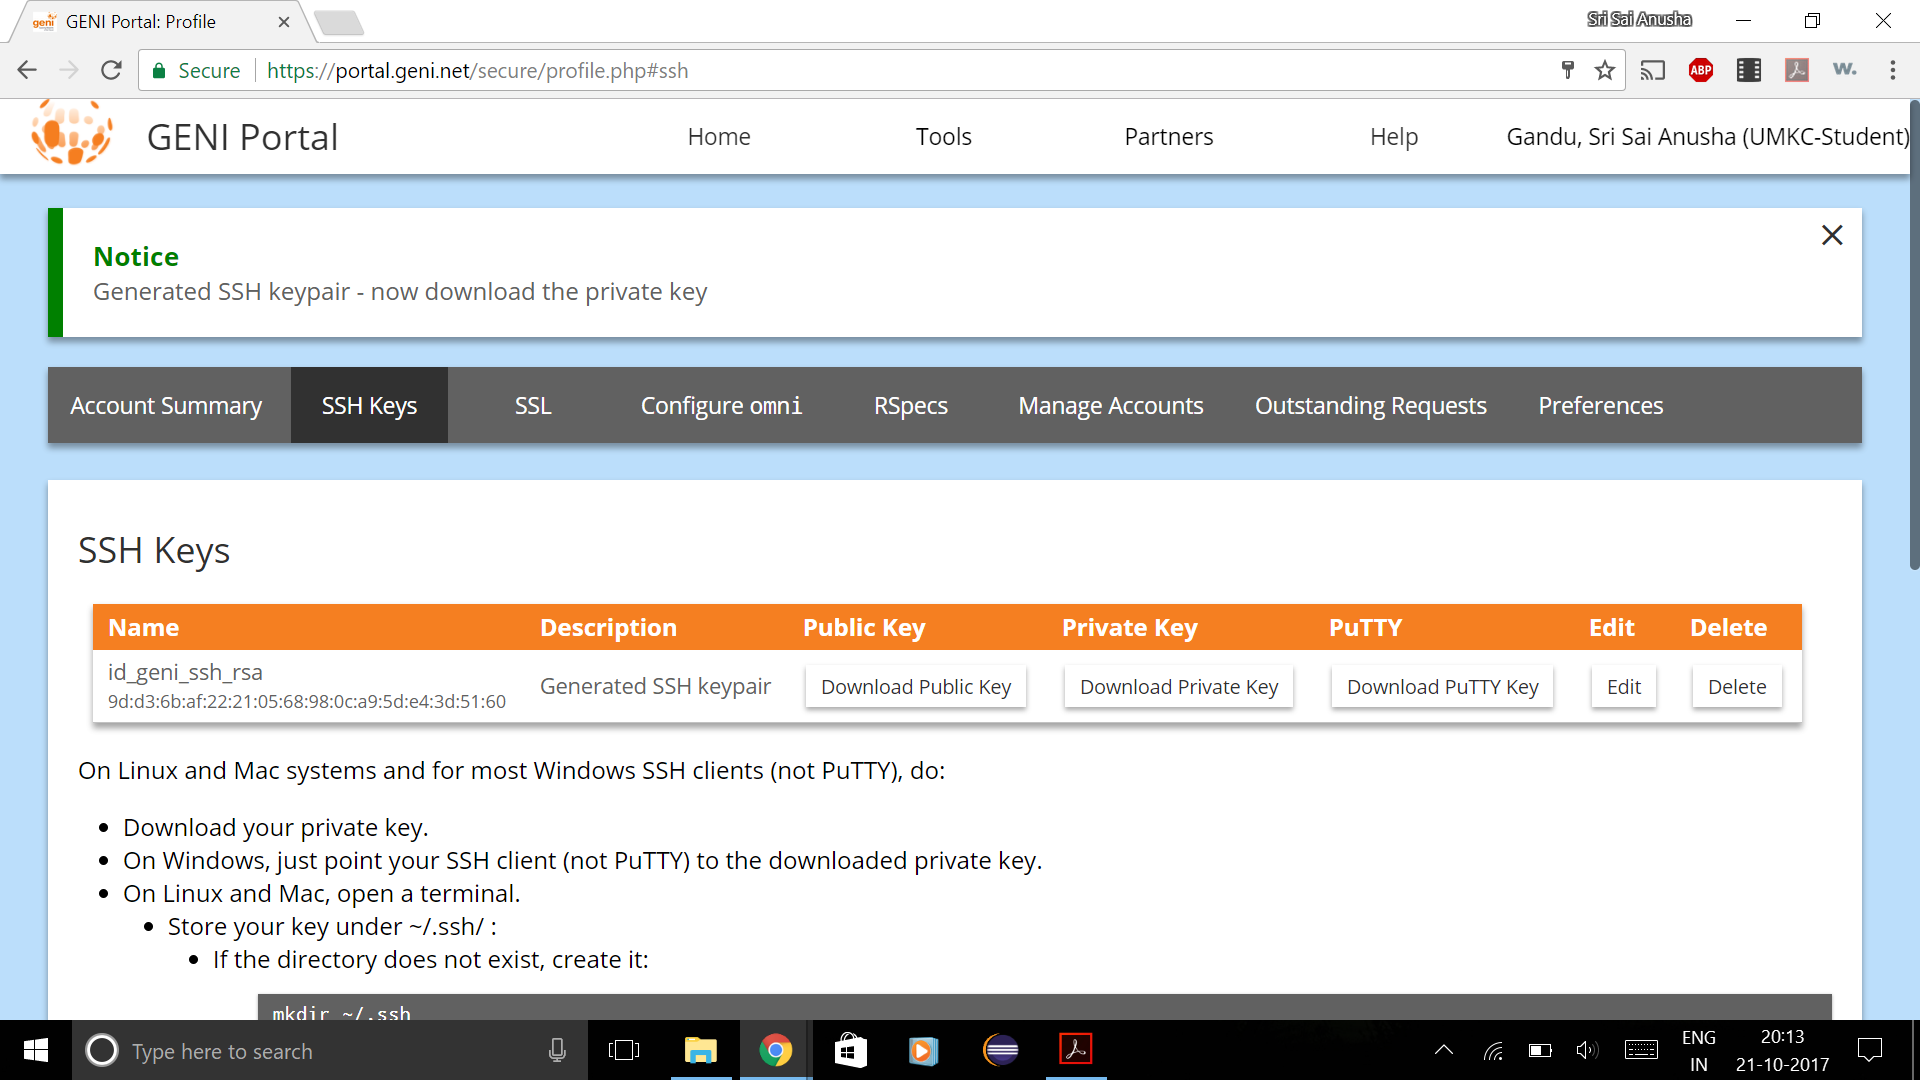 geni
GENI Portal: Profile
Sri Sai Anusha
Secure
https://portal.geni.net/secure/profile.php#ssh
ABP
w.
GENI Portal
Home
Tools
Partners
Help
Gandu, Sri Sai Anusha (UMKC-Student)
Notice
Generated SSH keypair - now download the private key
Account Summary
SSH Keys
SSL
Configure omni
RSpecs
Manage Accounts
Outstanding Requests
Preferences
SSH Keys
Name Description Public Key Private Key PuTTY Edit Delete
id_geni_ssh_rsa
9d:d3:6b:af:22:21:05:68:98:0c:a9:5d:e4:3d:51:60
Generated SSH keypair
Download Public Key
Download Private Key
Download PuTTY Key
Edit
Delete
On Linux and Mac systems and for most Windows SSH clients (not PuTTY), do:
• Download your private key.
• On Windows, just point your SSH client (not PuTTY) to the downloaded private key.
• On Linux and Mac, open a terminal.
• Store your key under ~/.ssh/ :
• If the directory does not exist, create it:
mkdir ~/.ssh
Type here to search
ENG
IN
20:13
21-10-2017